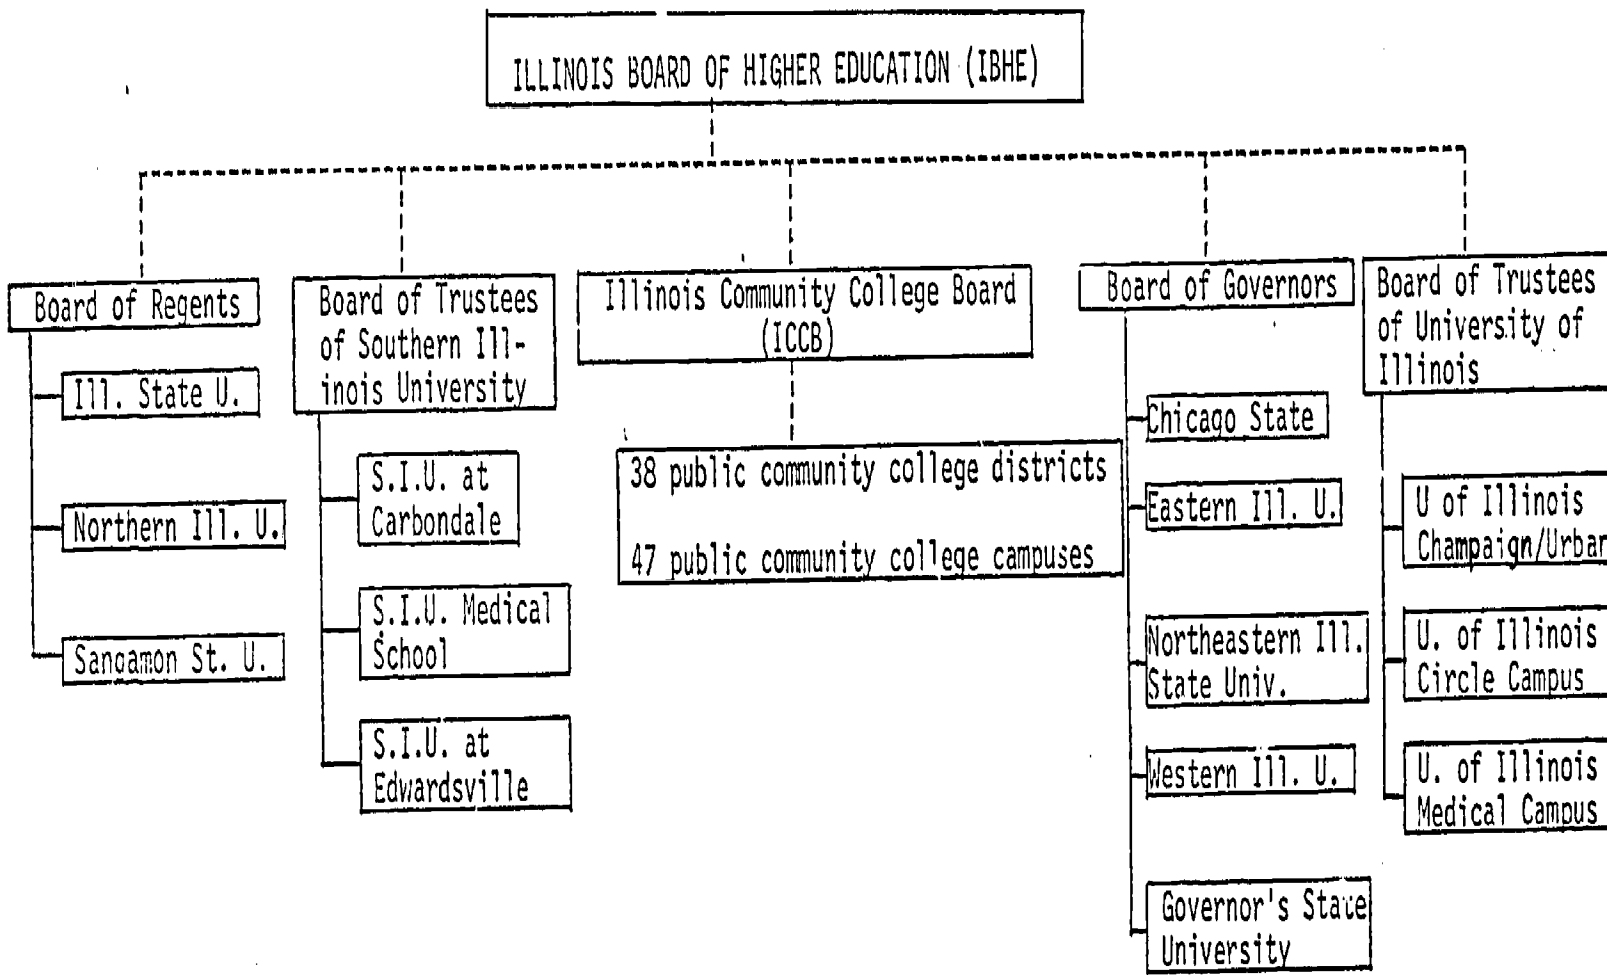 ILLINOIS BOARD OF HIGHER EDUCATION (IBHE)
Board of Regents
Ill. State U.
Northern Ill. U.
Sangamon St. U.
Board of Trustees
of Southern Ill-
inois University
S.I.U. at
Carbondale
S.I.U. Medical
School
S.I.U. at
Edwardsville
Illinois Community College Board
(ICCB)
38 public community college districts
47 public community college campuses
Board of Governors
Chicago State
Eastern Ill. U.
Northeastern Ill.
State Univ.
Western Ill. U.
Governor's State
University
Board of Trustees
of University of
Illinois
U of Illinois
Champaign/Urban
U. of Illinois
Circle Campus
U. of Illinois
Medical Campus